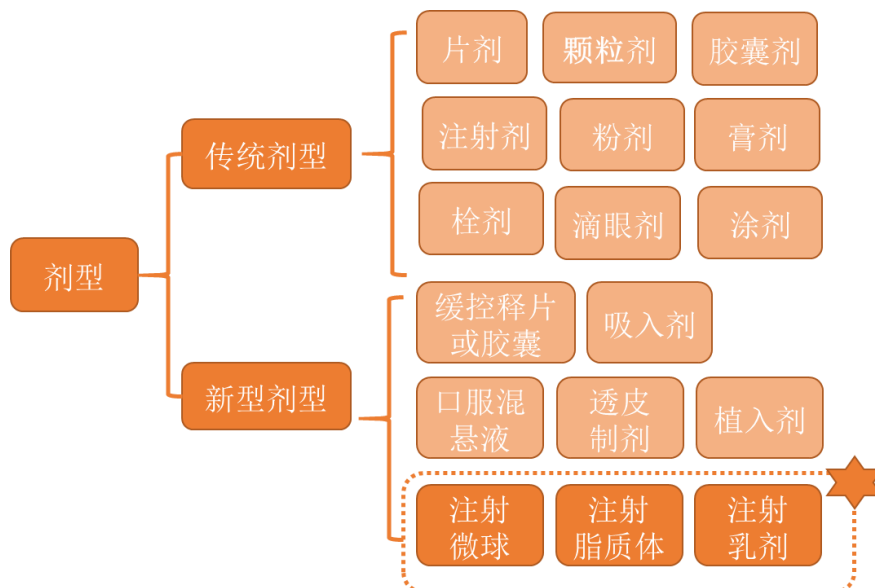 剂型
传统剂型
片剂
颗粒剂
胶囊剂
注射剂
粉剂
膏剂
栓剂
滴眼剂
涂剂
新型剂型
缓控释片
或胶囊
吸入剂
口服混
悬液
透皮
制剂
植入剂
注射
微球
注射
脂质体
注射
乳剂